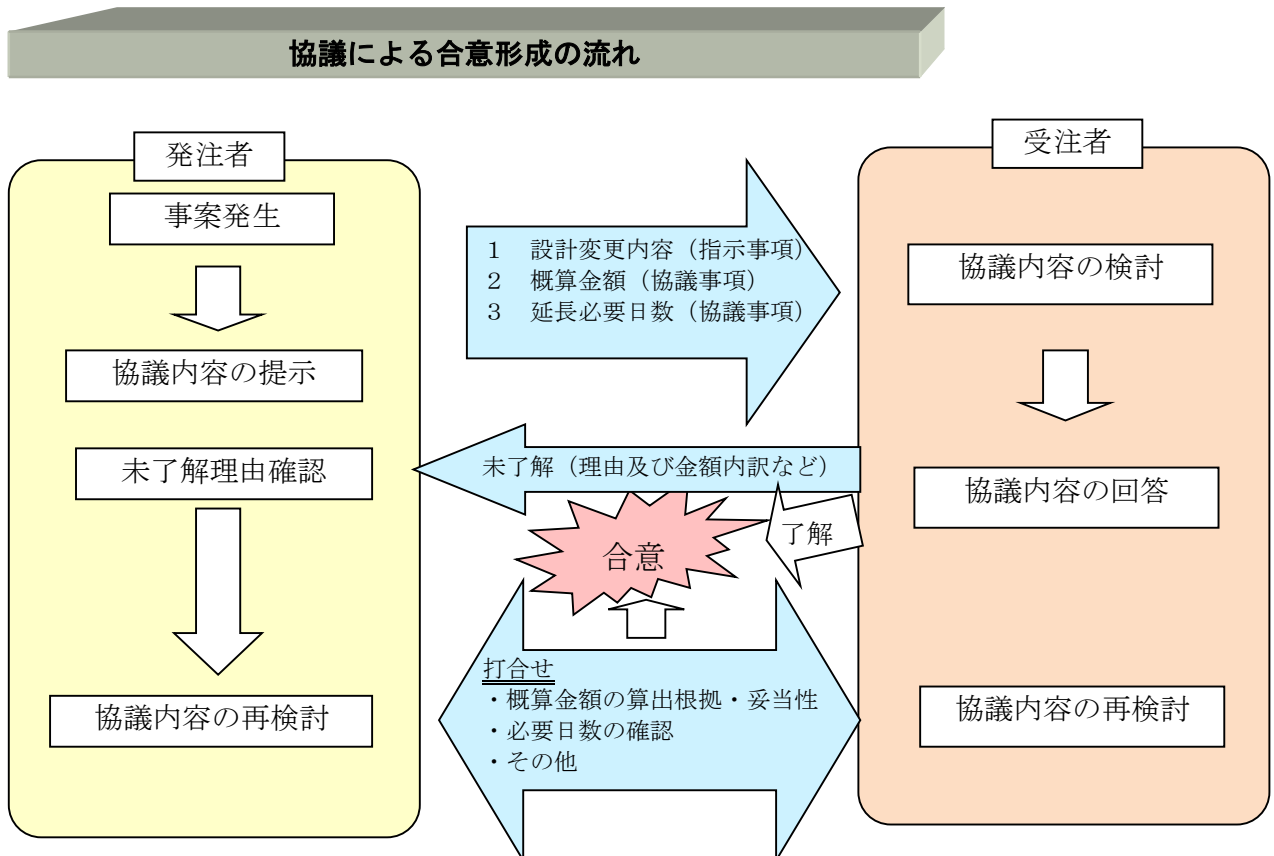 協議による合意形成の流れ
発注者
事案発生
協議内容の提示
未了解理由確認
協議内容の再検討
1　設計変更内容（指示事項）
2　概算金額（協議事項）
3　延長必要日数（協議事項）
未了解（理由及び金額内訳など）
了解
合意
打合せ
・概算金額の算出根拠・妥当性
・必要日数の確認
・その他
受注者
協議内容の検討
協議内容の回答
協議内容の再検討